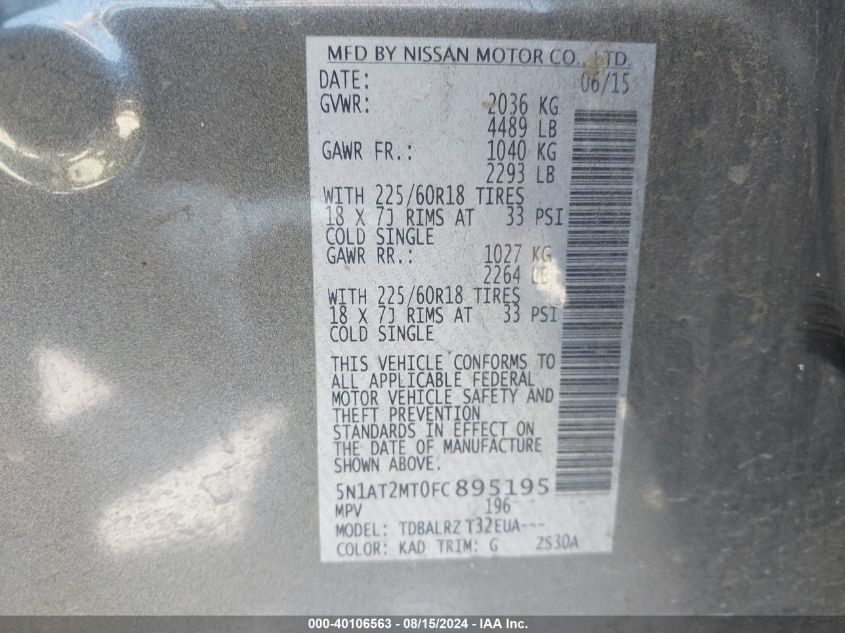 MFD BY NISSAN MOTOR CO., LTD.
DATE: 06/15
GVWR: 2036 KG
4489 LB
GAWR FR.: 1040 KG
2293 LB
WITH 225/60R18 TIRES
18 X 7J RIMS AT 33 PSI
COLD SINGLE
GAWR RR.: 1027 KG
2264 LB
WITH 225/60R18 TIRES
18 X 7J RIMS AT 33 PSI
COLD SINGLE
THIS VEHICLE CONFORMS TO
ALL APPLICABLE FEDERAL
MOTOR VEHICLE SAFETY AND
THEFT PREVENTION
STANDARDS IN EFFECT ON
THE DATE OF MANUFACTURE
SHOWN ABOVE.
5N1AT2MT0FC895195
MPV 196
MODEL: TDBALRZ T32EUA---
COLOR: KAD TRIM: G 2S30A
000-40106563 - 08/15/2024 - IAA Inc.